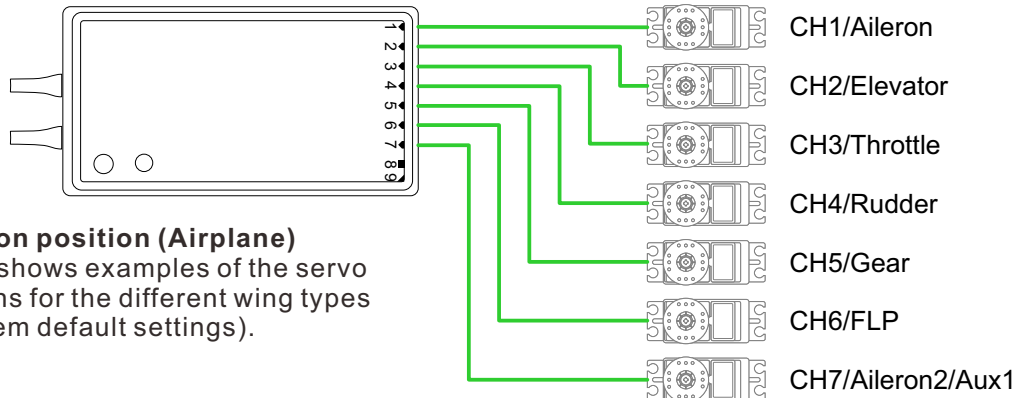 1
2
3
4
5
6
7
8
9
CH1/Aileron
CH2/Elevator
CH3/Throttle
CH4/Rudder
CH5/Gear
CH6/FLP
CH7/Aileron2/Aux1
on position (Airplane)
shows examples of the servo
ns for the different wing types
em default settings).